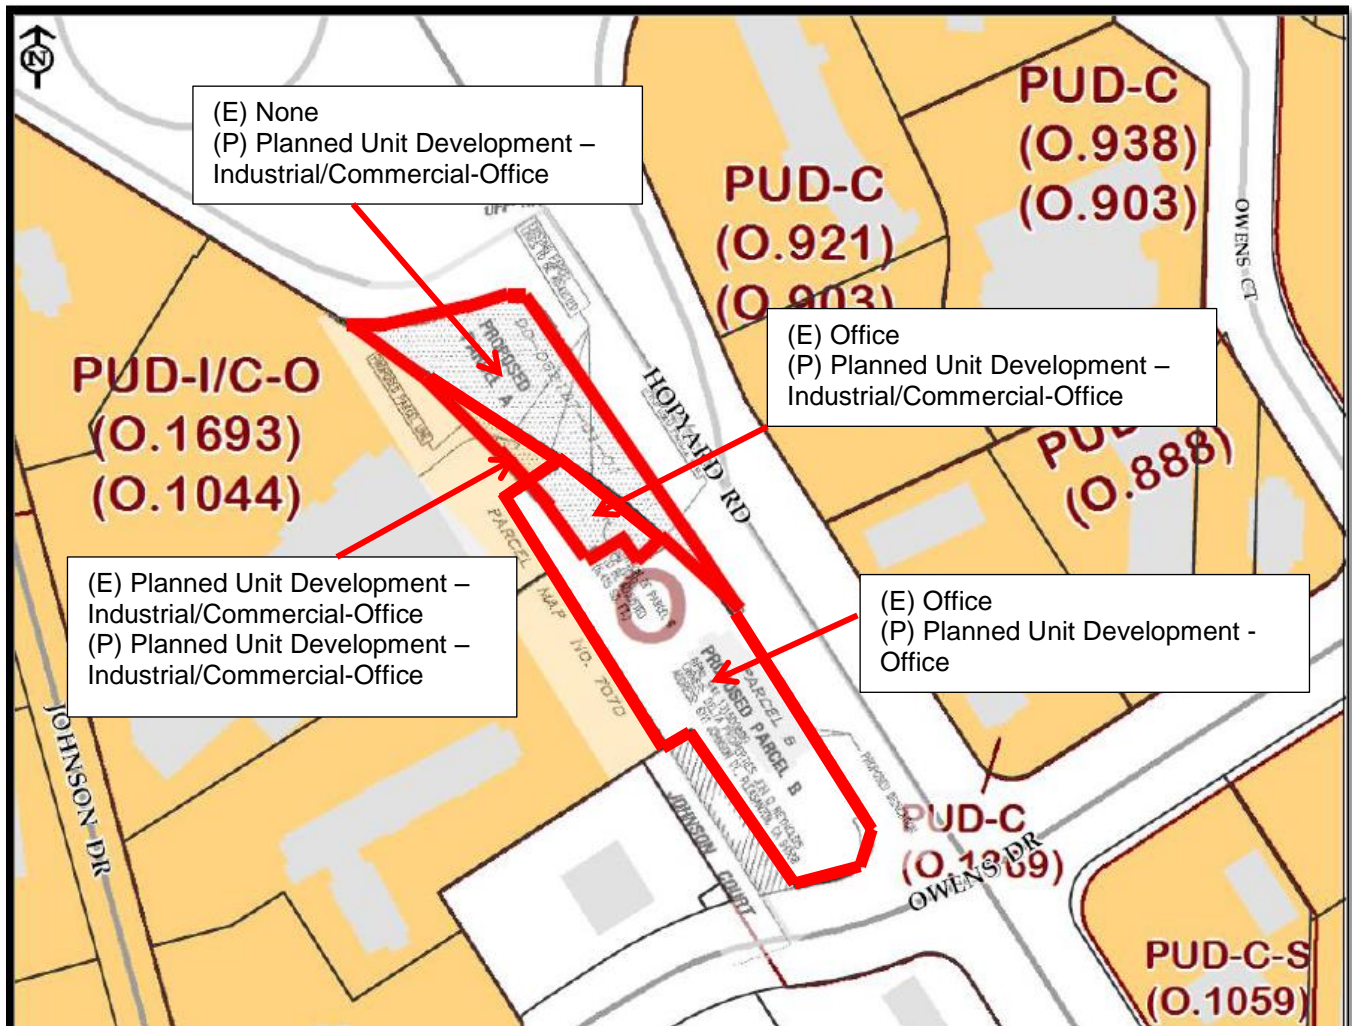 N
PUD-C
(O.938)
(O.903)
(E) None
(P) Planned Unit Development –
Industrial/Commercial-Office
PUD-C
(O.921)
(O.903)
OWENS CT
(E) Office
(P) Planned Unit Development –
Industrial/Commercial-Office
PROPOSED
PARCEL A
HOPYARD RD
PUD-I/C-O
(O.1693)
(O.1044)
(O.888)
PARCEL MAP NO. 7070
(E) Planned Unit Development –
Industrial/Commercial-Office
(P) Planned Unit Development –
Industrial/Commercial-Office
O
(E) Office
(P) Planned Unit Development -
Office
PARCEL B
PROPOSED PARCEL B
JOHNSON DR
JOHNSON COURT
PUD-C
(O.1369)
OWENS DR
PUD-C-S
(O.1059)